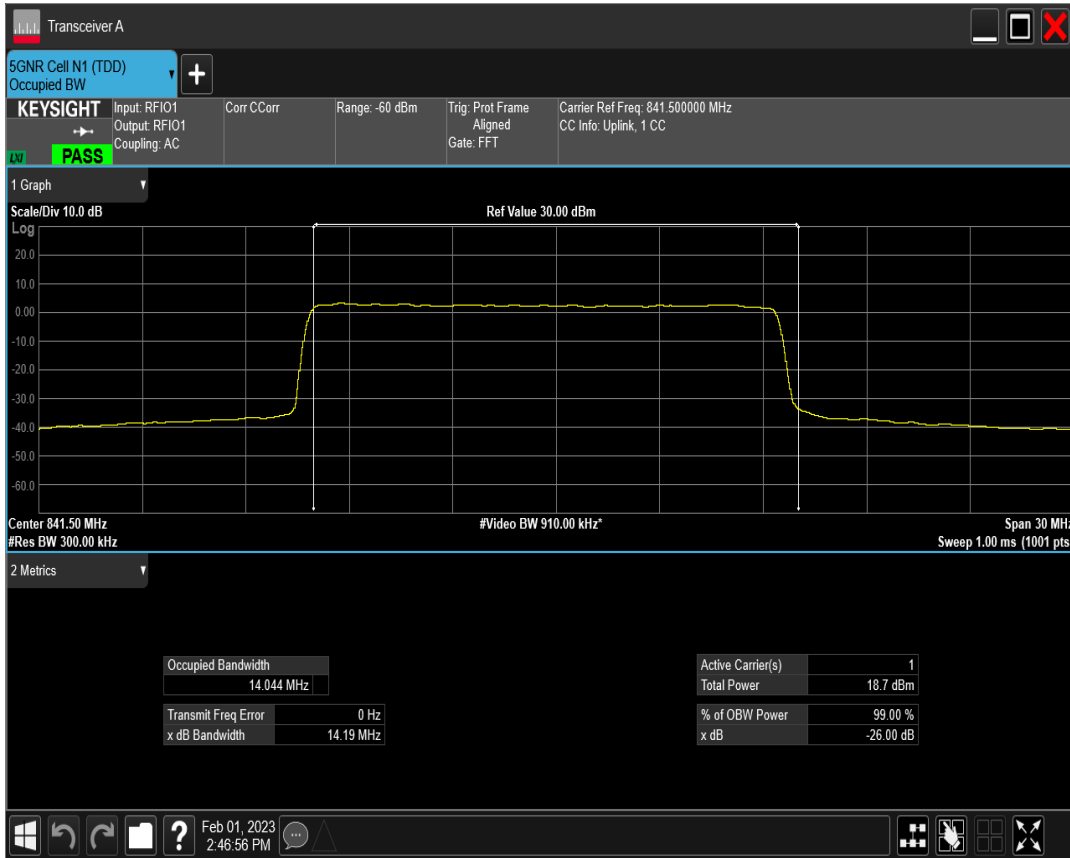 Transceiver A
5GNR Cell N1 (TDD)
Occupied BW
KEYSIGHT
LXI
PASS
Input: RFIO1
Output: RFIO1
Coupling: AC
Corr CCorr
Range: -60 dBm
Trig: Prot Frame
Aligned
Gate: FFT
Carrier Ref Freq: 841.500000 MHz
CC Info: Uplink, 1 CC
1 Graph
Scale/Div 10.0 dB
Ref Value 30.00 dBm
Log
20.0
10.0
0.00
-10.0
-20.0
-30.0
-40.0
-50.0
-60.0
Center 841.50 MHz
#Video BW 910.00 kHz*
Span 30 MHz
#Res BW 300.00 kHz
Sweep 1.00 ms (1001 pts
2 Metrics
Occupied Bandwidth
14.044 MHz
Transmit Freq Error 0 Hz
x dB Bandwidth 14.19 MHz
Active Carrier(s) 1
Total Power 18.7 dBm
% of OBW Power 99.00 %
x dB -26.00 dB
?
Feb 01, 2023
2:46:56 PM